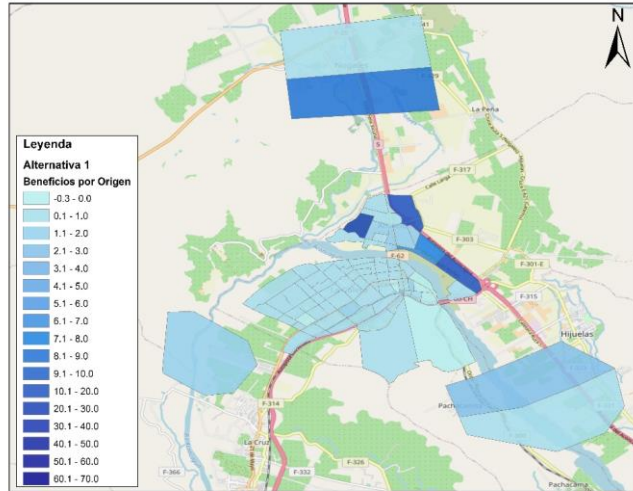 N
La Peña
5
F-317
Calle Larga
F-303
F-62
F-301-E
F-315
Hijuelas
F-314
La Cruz
F-326
F-366
F-332
Pachacama
Leyenda
Alternativa 1
Beneficios por Origen
-0.3 - 0.0
0.1 - 1.0
1.1 - 2.0
2.1 - 3.0
3.1 - 4.0
4.1 - 5.0
5.1 - 6.0
6.1 - 7.0
7.1 - 8.0
8.1 - 9.0
9.1 - 10.0
10.1 - 20.0
20.1 - 30.0
30.1 - 40.0
40.1 - 50.0
50.1 - 60.0
60.1 - 70.0